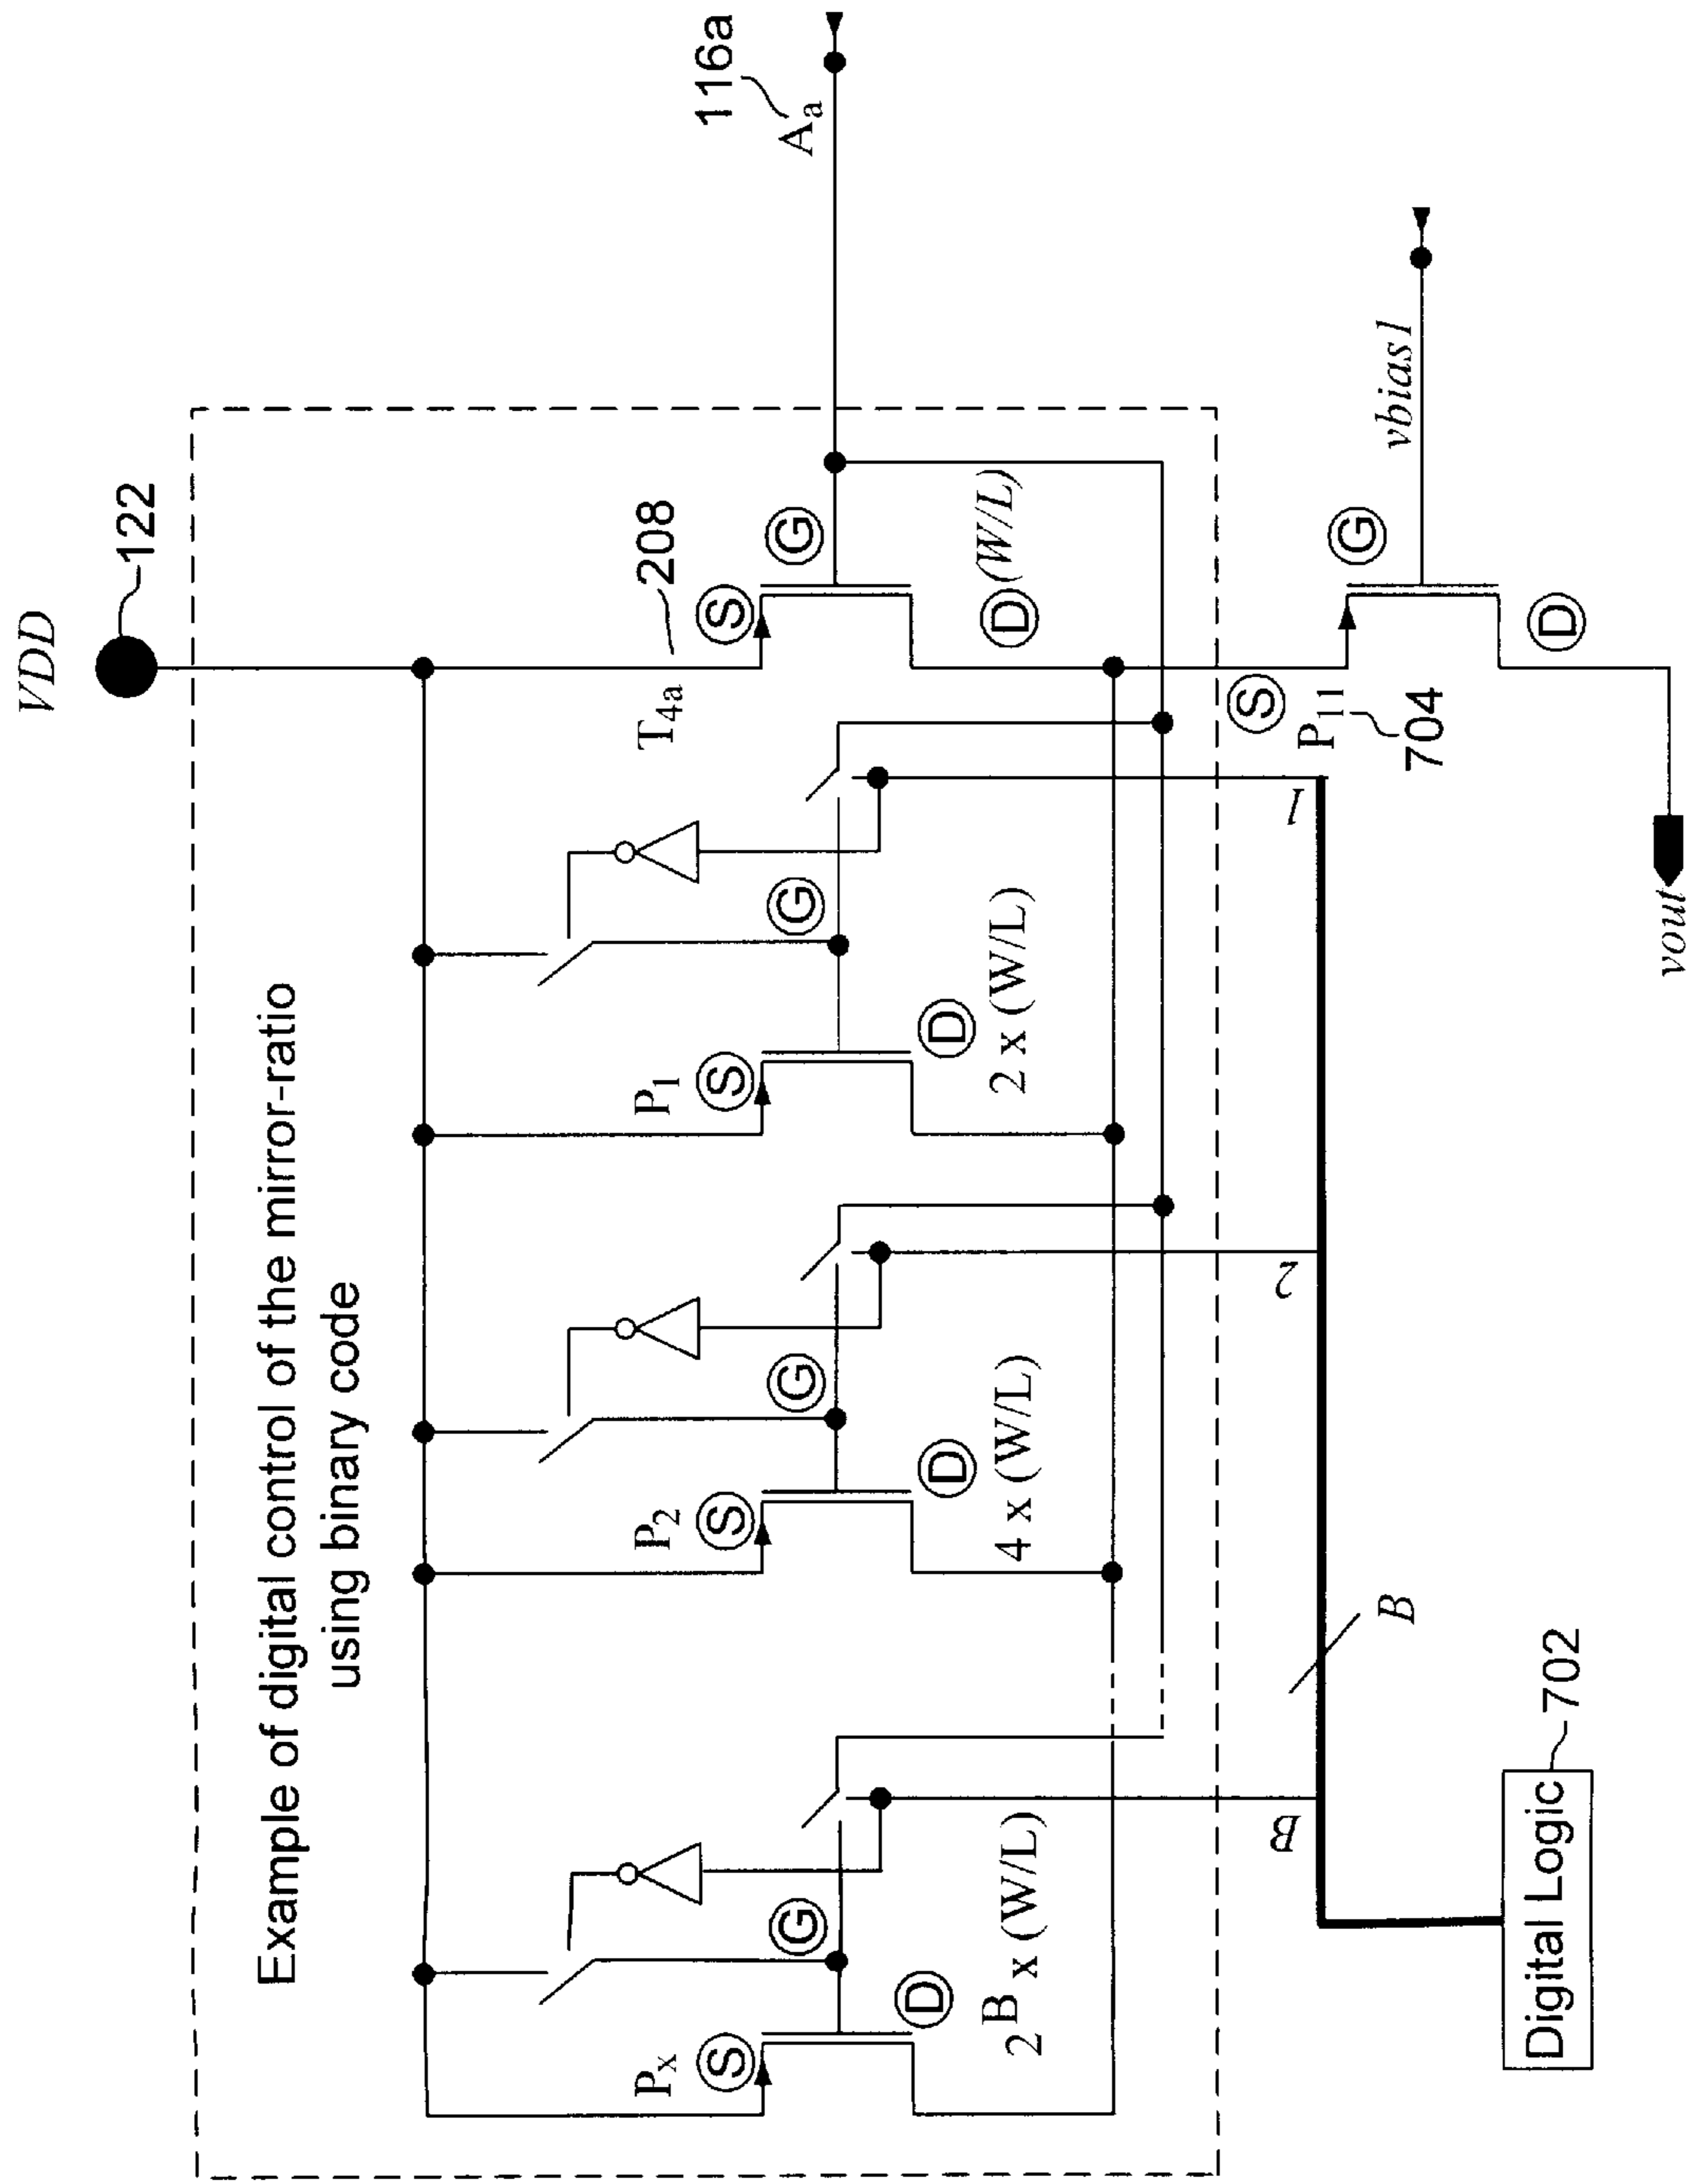 VDD
122
Example of digital control of the mirror-ratio
using binary code
116a
Aa
208
T4a
P1
P2
Px
S
S
S
S
G
G
G
G
D
D
D
D
(W/L)
2 x (W/L)
4 x (W/L)
2^B x (W/L)
vbias1
G
S
D
P11
704
1
2
B
B
vout
Digital Logic
702